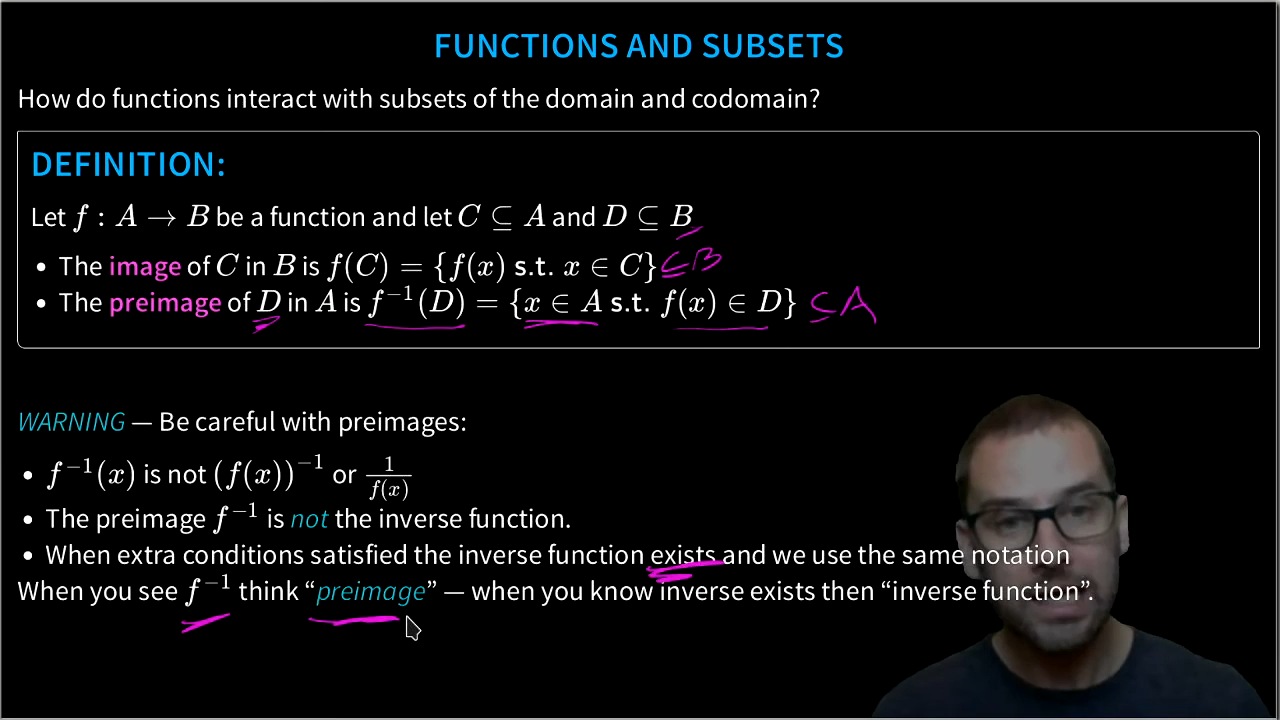 FUNCTIONS AND SUBSETS
How do functions interact with subsets of the domain and codomain?
DEFINITION:
Let f : A → B be a function and let C ⊆ A and D ⊆ B
• The image of C in B is f(C) = {f(x) s.t. x ∈ C} ⊆B
• The preimage of D in A is f⁻¹(D) = {x ∈ A s.t. f(x) ∈ D} ⊆A
WARNING — Be careful with preimages:
• f⁻¹(x) is not (f(x))⁻¹ or 1/f(x)
• The preimage f⁻¹ is not the inverse function.
• When extra conditions satisfied the inverse function exists and we use the same notation
When you see f⁻¹ think “preimage” — when you know inverse exists then “inverse function”.